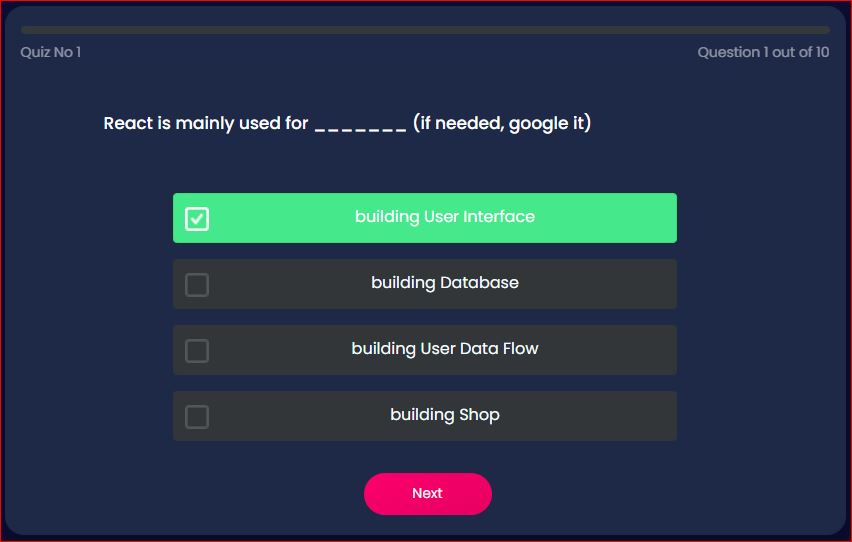 Quiz No 1
Question 1 out of 10
React is mainly used for _______ (if needed, google it)
building User Interface
building Database
building User Data Flow
building Shop
Next